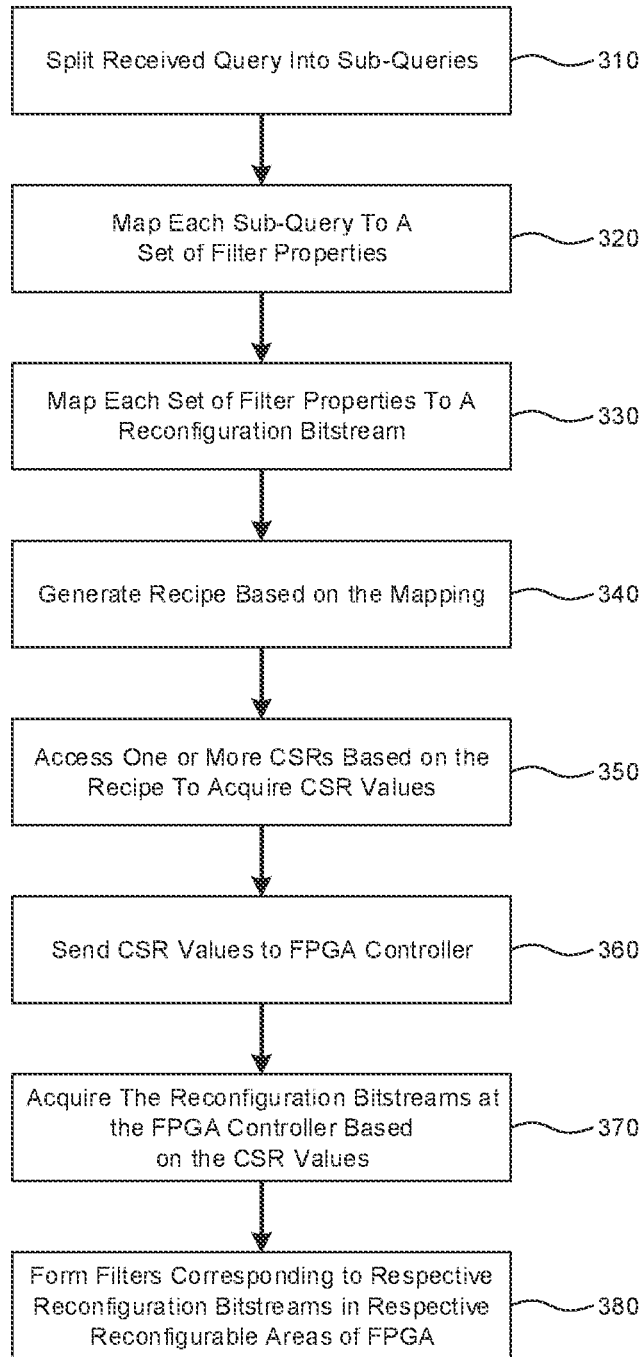 Split Received Query Into Sub-Queries
310
Map Each Sub-Query To A
Set of Filter Properties
320
Map Each Set of Filter Properties To A
Reconfiguration Bitstream
330
Generate Recipe Based on the Mapping
340
Access One or More CSRs Based on the
Recipe To Acquire CSR Values
350
Send CSR Values to FPGA Controller
360
Acquire The Reconfiguration Bitstreams at
the FPGA Controller Based
on the CSR Values
370
Form Filters Corresponding to Respective
Reconfiguration Bitstreams in Respective
Reconfigurable Areas of FPGA
380